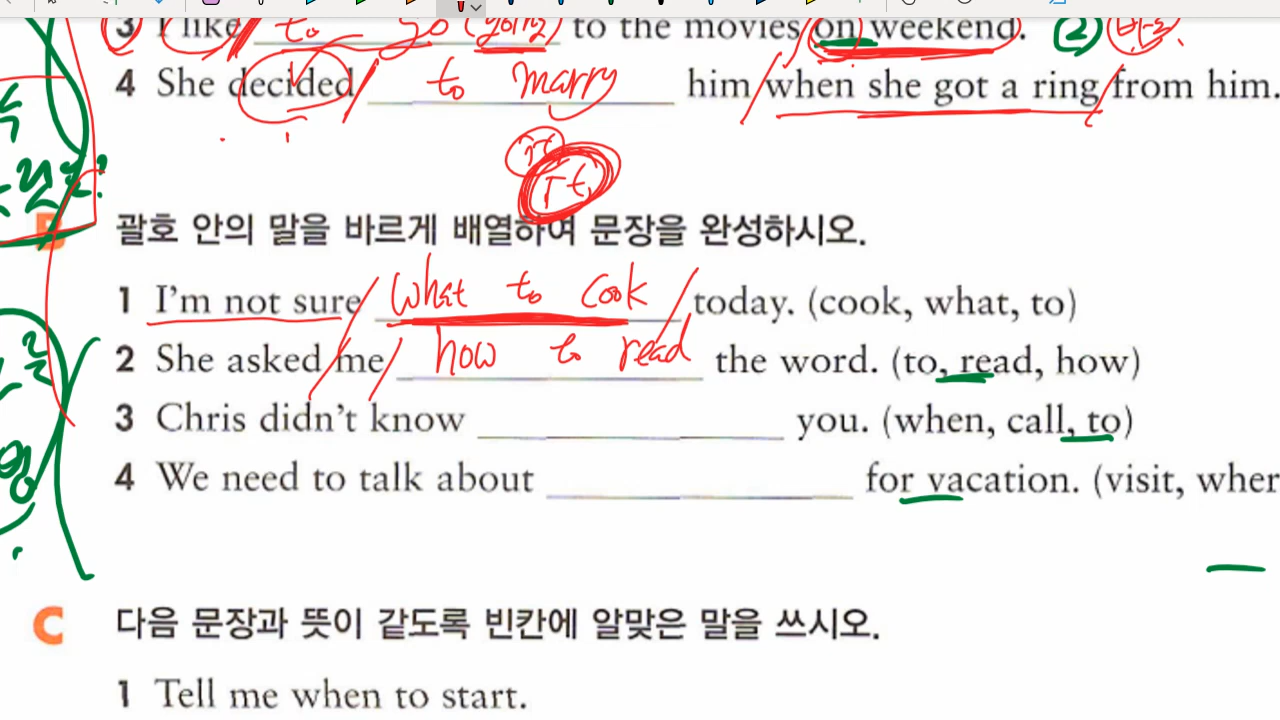 3 I like to go (going) to the movies on weekend. ②
4 She decided to marry him when she got a ring from him.
B 괄호 안의 말을 바르게 배열하여 문장을 완성하시오.
1 I'm not sure what to cook today. (cook, what, to)
2 She asked me how to read the word. (to, read, how)
3 Chris didn't know you. (when, call, to)
4 We need to talk about for vacation. (visit, wher
C 다음 문장과 뜻이 같도록 빈칸에 알맞은 말을 쓰시오.
1 Tell me when to start.